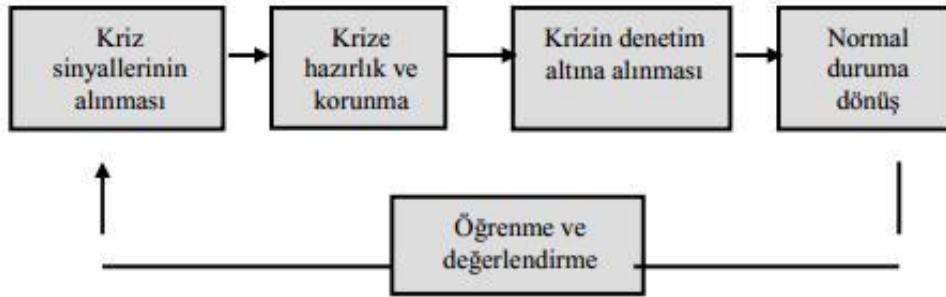 Kriz
sinyallerinin
alınması
Krize
hazırlık ve
korunma
Krizin denetim
altına alınması
Normal
duruma
dönüş
Öğrenme ve
değerlendirme